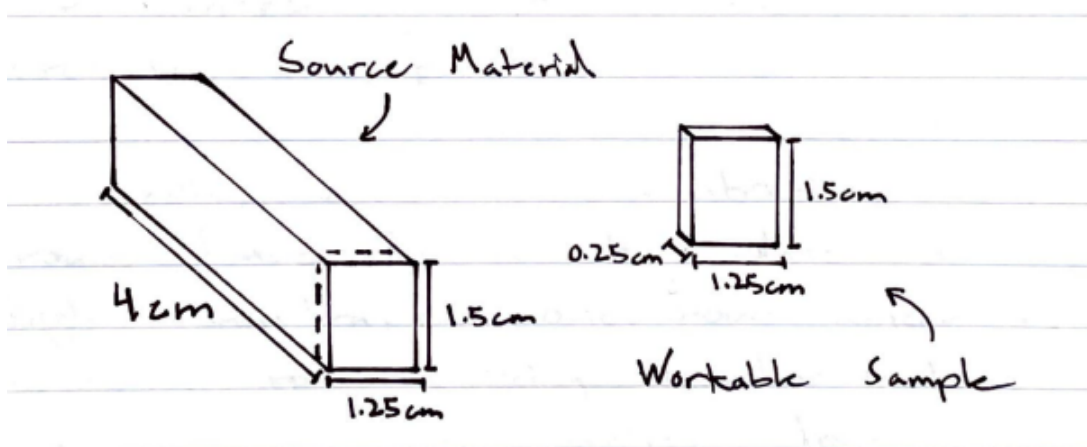 Source Material
4cm
1.5cm
1.25cm
1.5cm
0.25cm
1.25cm
Workable Sample